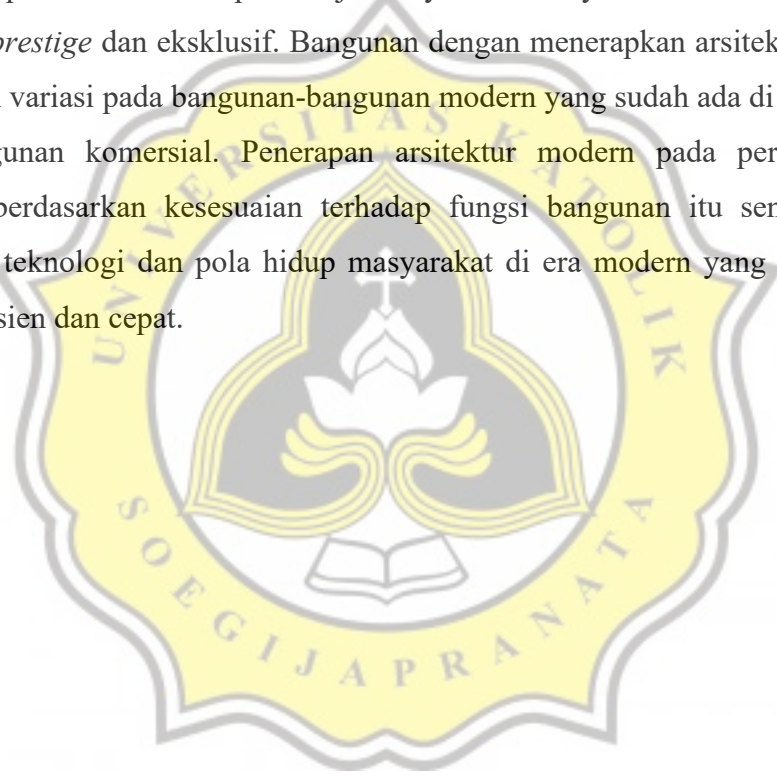 prestige dan eksklusif. Bangunan dengan menerapkan arsitek
variasi pada bangunan-bangunan modern yang sudah ada di
gunan komersial. Penerapan arsitektur modern pada per
berdasarkan kesesuaian terhadap fungsi bangunan itu sen
teknologi dan pola hidup masyarakat di era modern yang
sien dan cepat.
UNIVERSITAS KATOLIK
SOEGIJAPRANATA